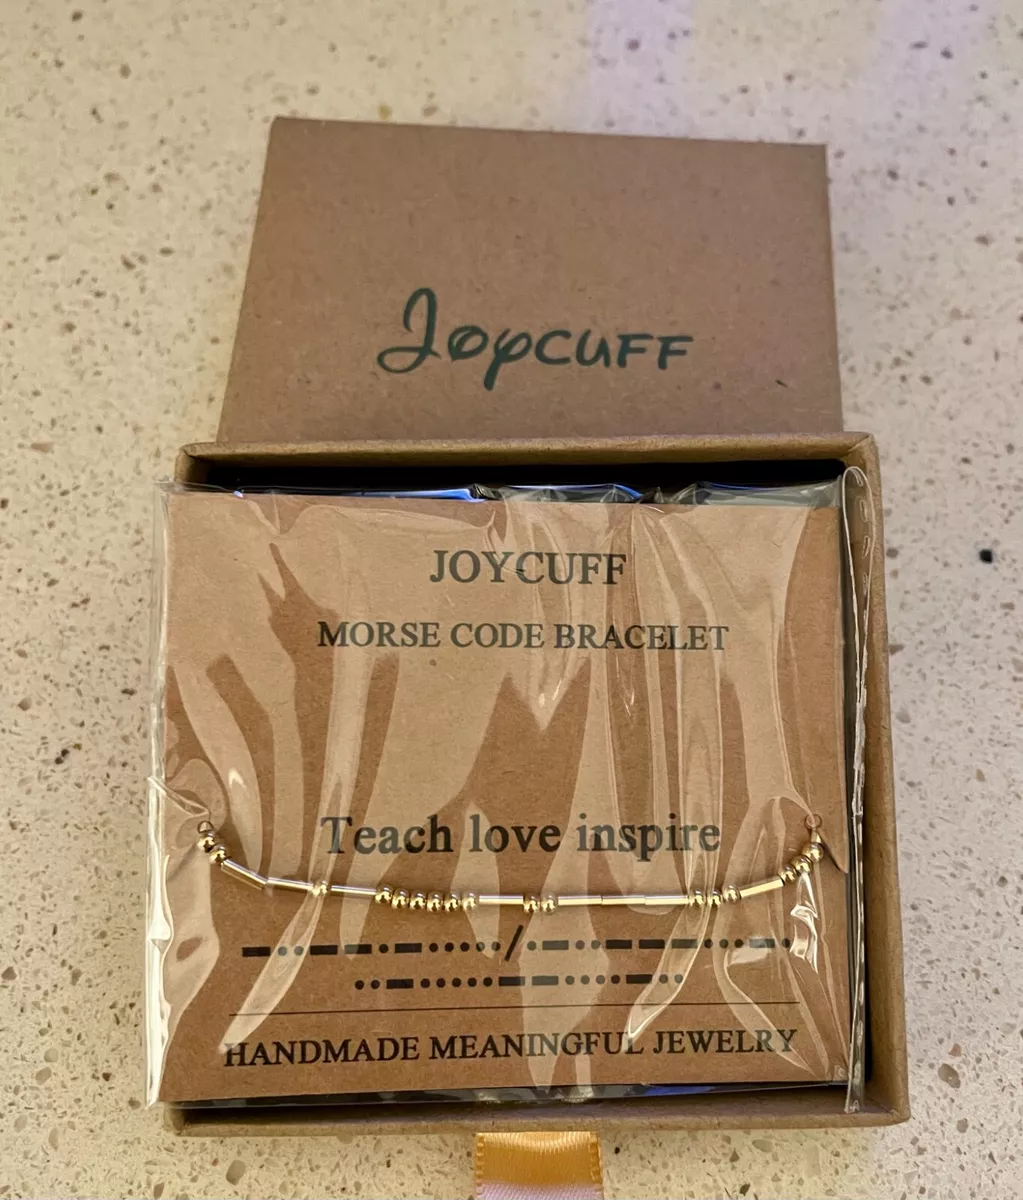 Joycuff
JOYCUFF
MORSE CODE BRACELET
Teach love inspire
HANDMADE MEANINGFUL JEWELRY